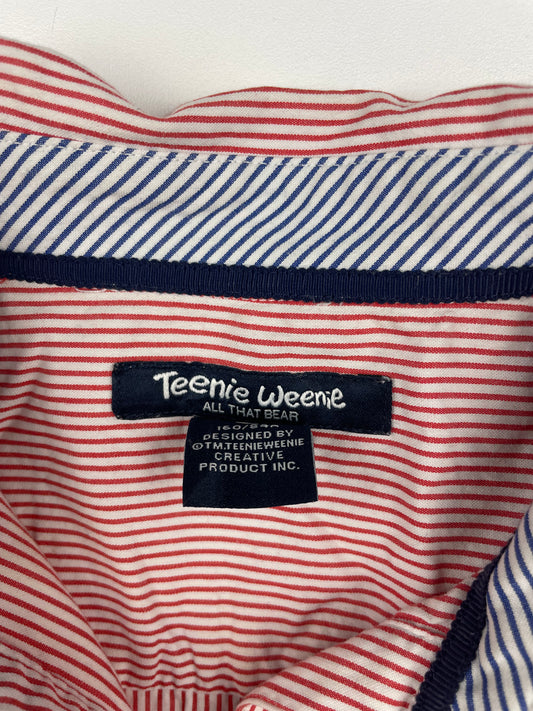 Teenie Weenie
ALL THAT BEAR
DESIGNED BY
©TM.TEENIEWEENIE
CREATIVE
PRODUCT INC.